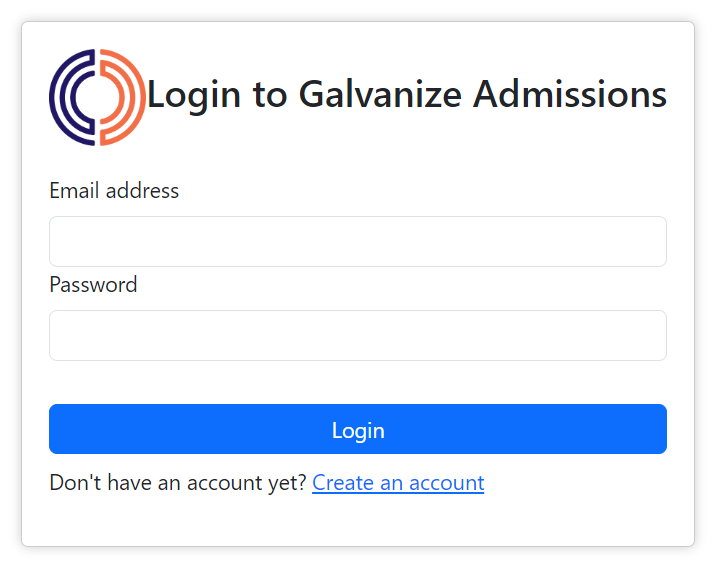 Login to Galvanize Admissions
Email address
Password
Login
Don't have an account yet? Create an account